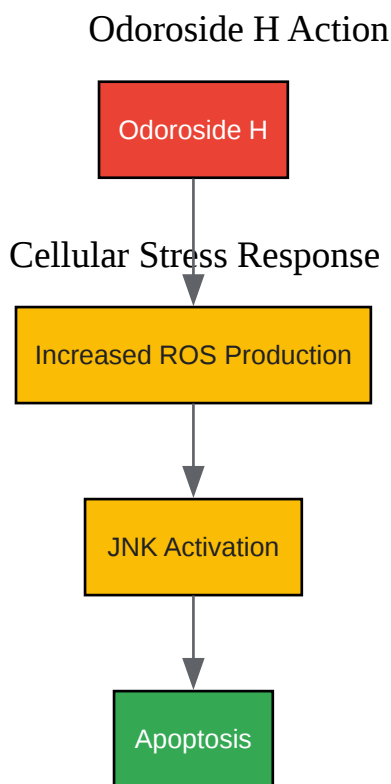 Odoroside H Action
Odoroside H
Cellular Stress Response
Increased ROS Production
JNK Activation
Apoptosis